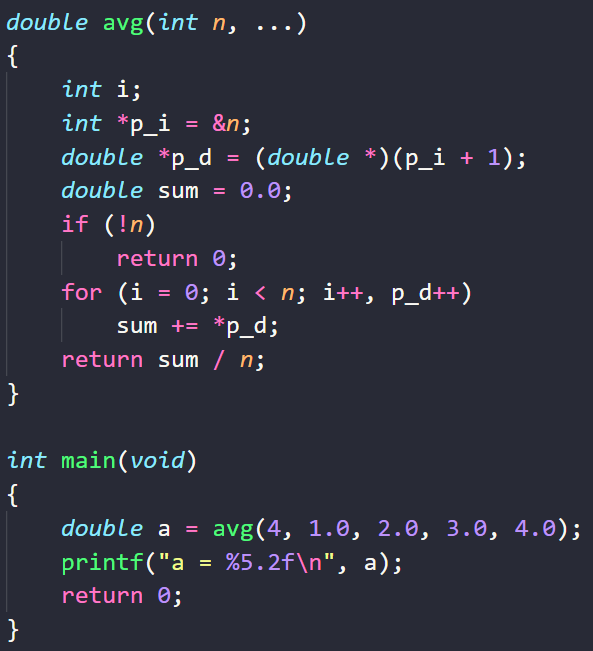 double avg(int n, ...)
{
    int i;
    int *p_i = &n;
    double *p_d = (double *)(p_i + 1);
    double sum = 0.0;
    if (!n)
        return 0;
    for (i = 0; i < n; i++, p_d++)
        sum += *p_d;
    return sum / n;
}

int main(void)
{
    double a = avg(4, 1.0, 2.0, 3.0, 4.0);
    printf("a = %5.2f\n", a);
    return 0;
}